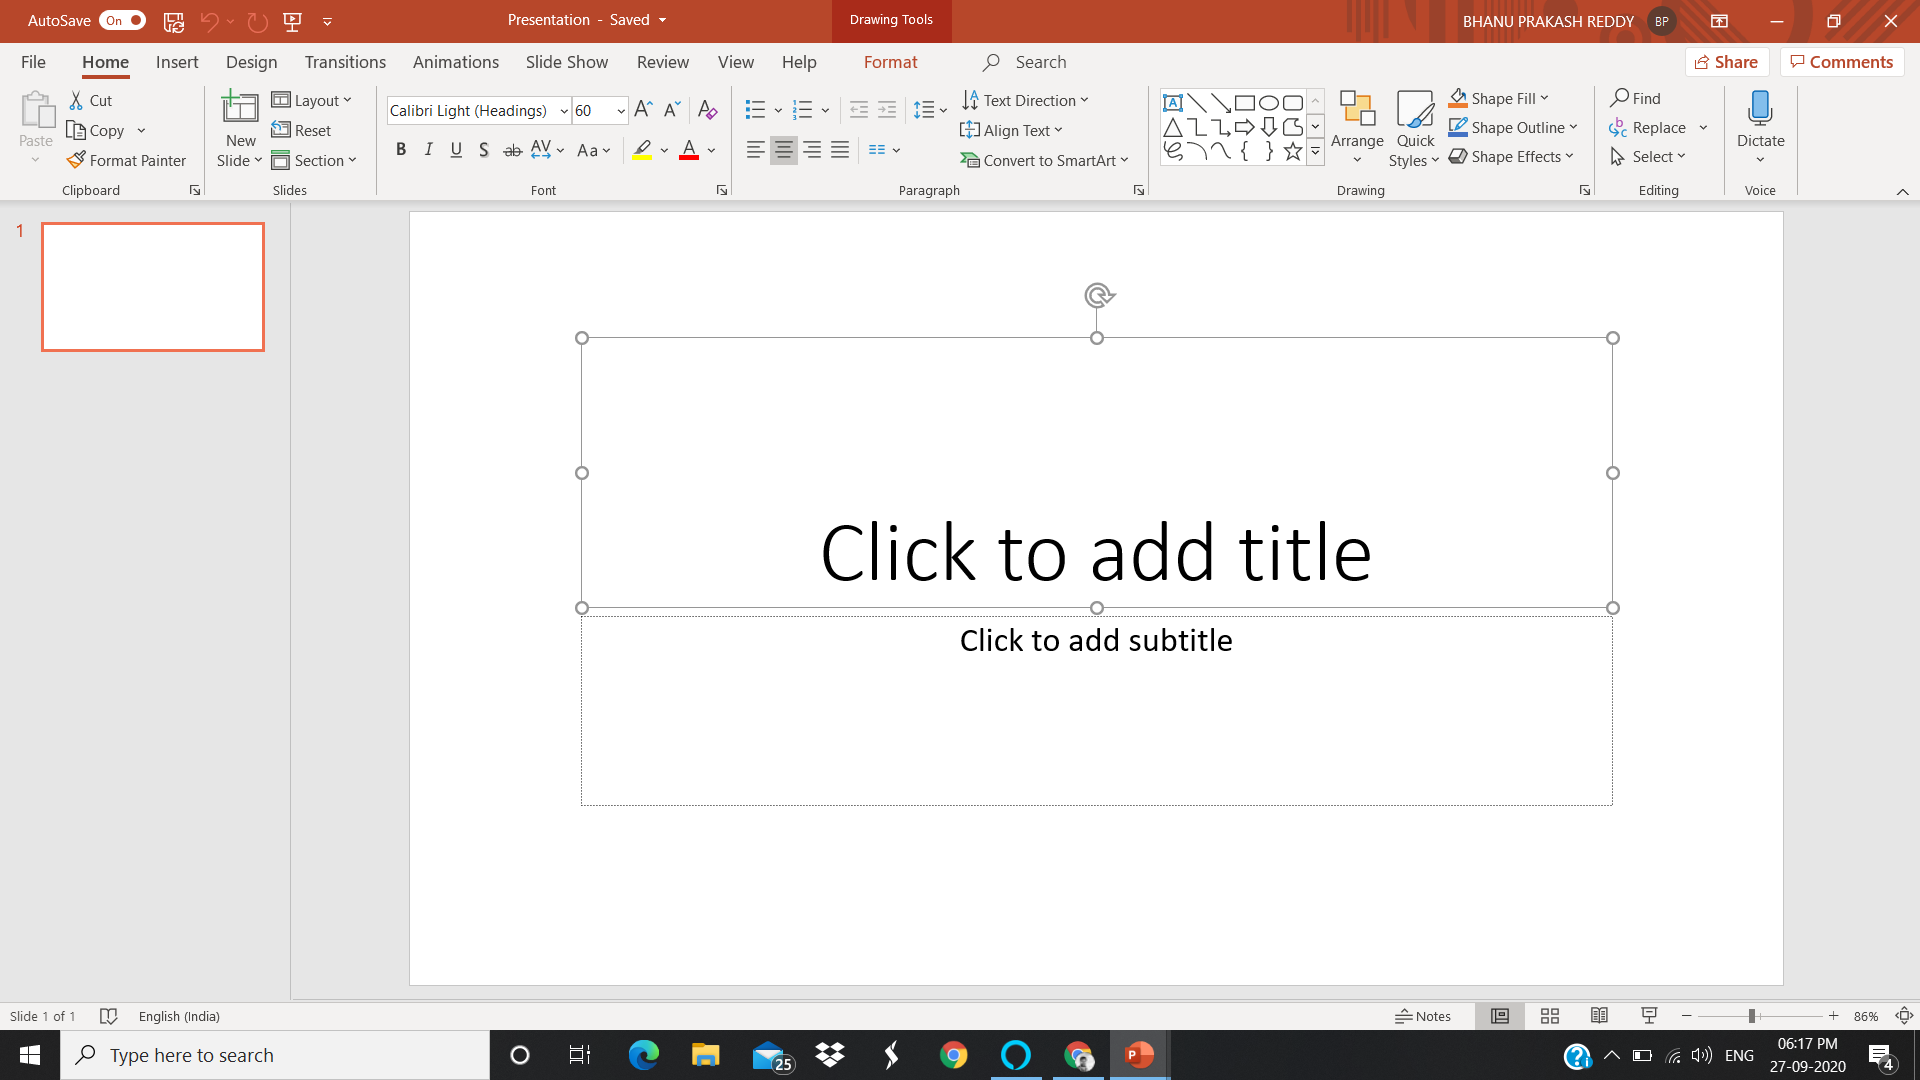 AutoSave On
Presentation - Saved
Drawing Tools
BHANU PRAKASH REDDY BP
File Home Insert Design Transitions Animations Slide Show Review View Help Format Search Share Comments
Paste
Cut
Copy
Format Painter
Clipboard
New
Slide
Layout
Reset
Section
Slides
Calibri Light (Headings) 60
Font
Text Direction
Align Text
Convert to SmartArt
Paragraph
Arrange
Quick
Styles
Shape Fill
Shape Outline
Shape Effects
Drawing
Find
Replace
Select
Editing
Dictate
Voice
1
Click to add title
Click to add subtitle
Slide 1 of 1 English (India) Notes 86%
Type here to search
25
ENG
06:17 PM
27-09-2020
4